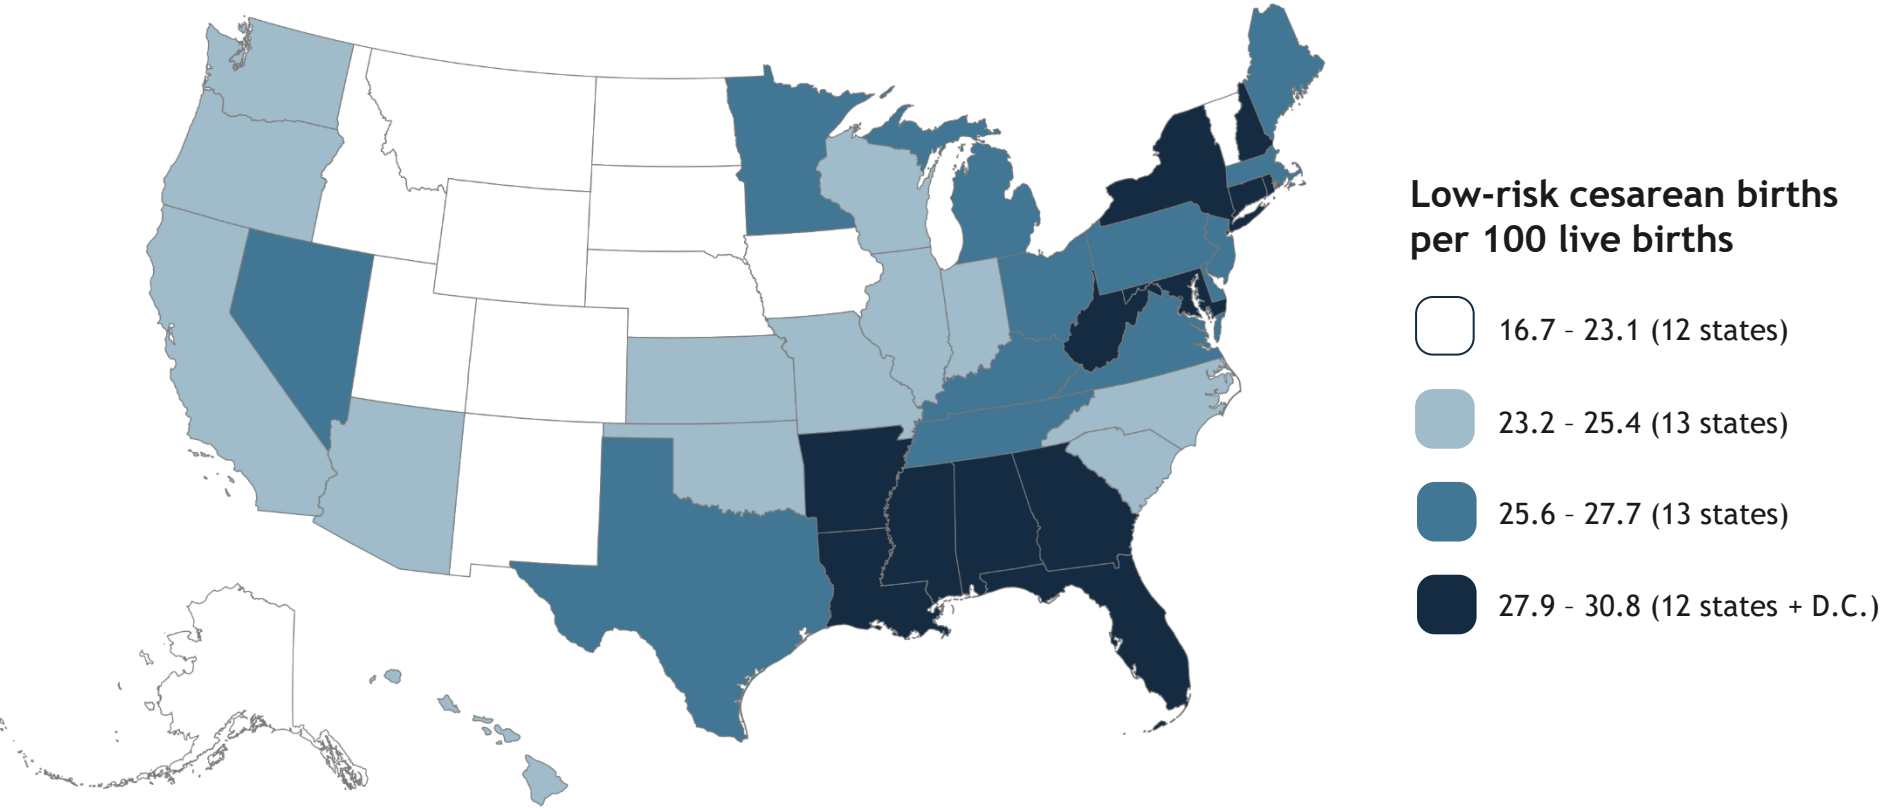 Low-risk cesarean births
per 100 live births
16.7 – 23.1 (12 states)
23.2 – 25.4 (13 states)
25.6 – 27.7 (13 states)
27.9 – 30.8 (12 states + D.C.)